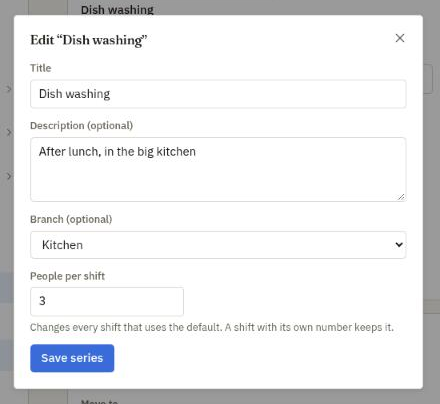 Dish washing
Edit “Dish washing”
Title
Dish washing
Description (optional)
After lunch, in the big kitchen
Branch (optional)
Kitchen
People per shift
3
Changes every shift that uses the default. A shift with its own number keeps it.
Save series
Move to